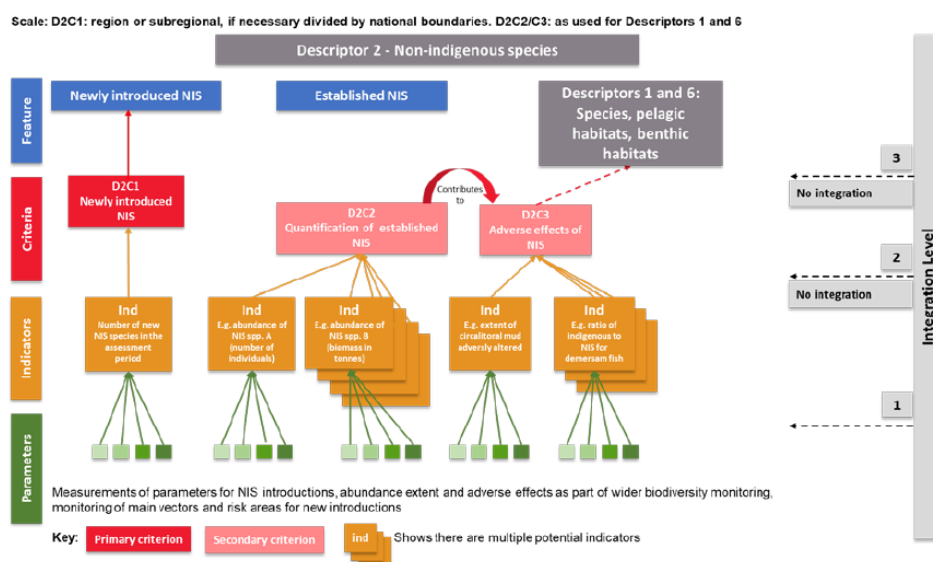 Scale: D2C1: region or subregional, if necessary divided by national boundaries. D2C2/C3: as used for Descriptors 1 and 6
Descriptor 2 - Non-indigenous species
Feature
Newly introduced NIS
Established NIS
Descriptors 1 and 6:
Species, pelagic
habitats, benthic
habitats
3
No integration
Criteria
D2C1
Newly introduced
NIS
D2C2
Quantification of established
NIS
Contributes
to
D2C3
Adverse effects of
NIS
2
No integration
Integration Level
Indicators
Ind
Number of new
NIS species in the
assessment
period
Ind
E.g. abundance of
NIS spp. A
(number of
individuals)
Ind
E.g. abundance of
NIS spp. B
(biomass in
tonnes)
Ind
E.g. extent of
circalitoral mud
adversly altered
Ind
E.g. ratio of
indigenous to
NIS for
demersam fish
1
Parameters
Measurements of parameters for NIS introductions, abundance extent and adverse effects as part of wider biodiversity monitoring,
monitoring of main vectors and risk areas for new introductions
Key:
Primary criterion
Secondary criterion
ind
Shows there are multiple potential indicators